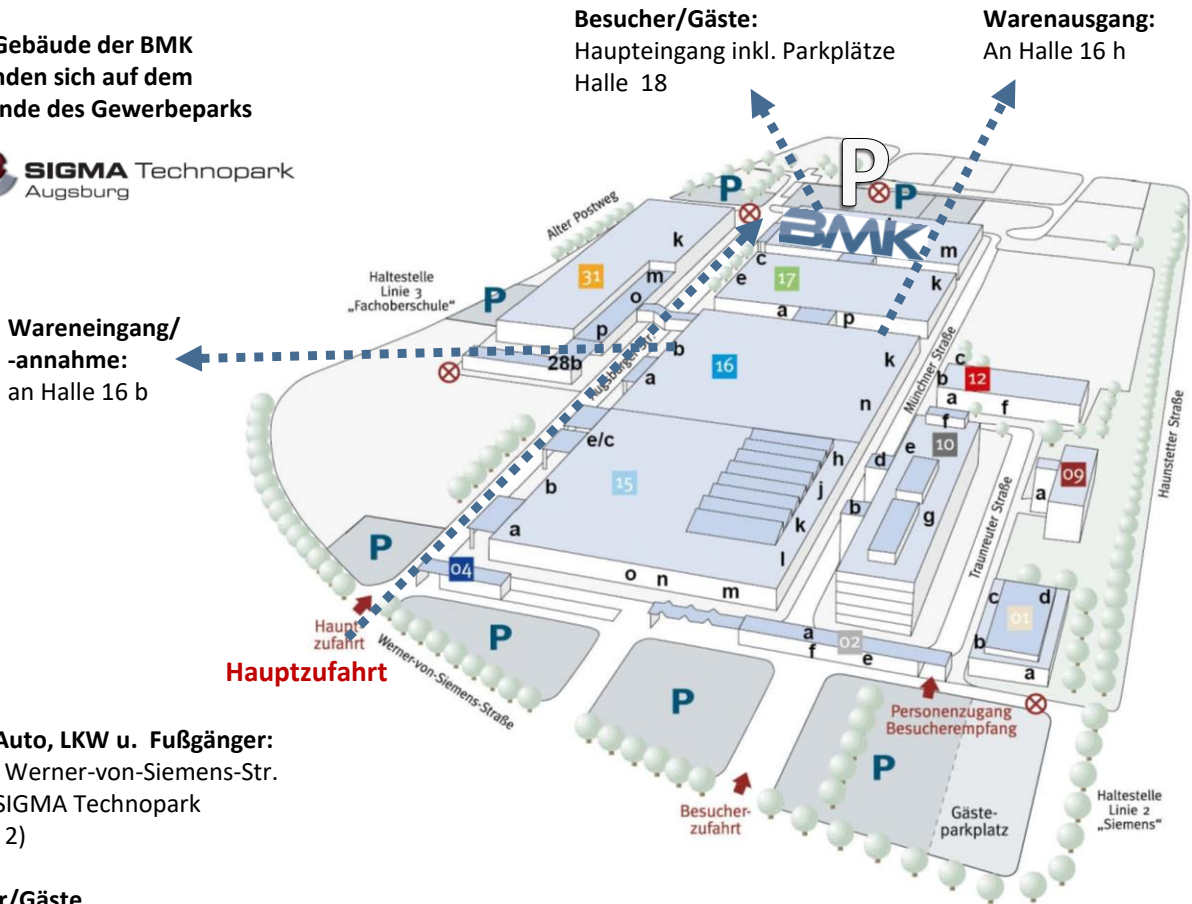 Gebäude der BMK
nden sich auf dem
nde des Gewerbeparks
SIGMA Technopark
Augsburg
Besucher/Gäste:
Haupteingang inkl. Parkplätze
Halle 18
Warenausgang:
An Halle 16 h
P
P
P
BMK
m
Alter Postweg
k
31
m
o
p
28b
c
e
17
k
a
p
Haltestelle
Linie 3
„Fachoberschule“
P
Wareneingang/
-annahme:
an Halle 16 b
Augsburger Str.
b
a
16
k
n
Münchner Straße
c
b
12
a
f
f
e
10
d
b
g
09
a
Traunreuter Straße
Haunstetter Straße
e/c
b
15
a
h
j
k
l
o n m
P
04
Haupt-
zufahrt
Hauptzufahrt
Werner-von-Siemens-Straße
P
P
a
f
02
e
c
d
01
b
a
Personenzugang
Besucherempfang
P
Gäste-
parkplatz
Besucher-
zufahrt
Haltestelle
Linie 2
„Siemens“
Auto, LKW u. Fußgänger:
Werner-von-Siemens-Str.
SIGMA Technopark
2)
r/Gäste